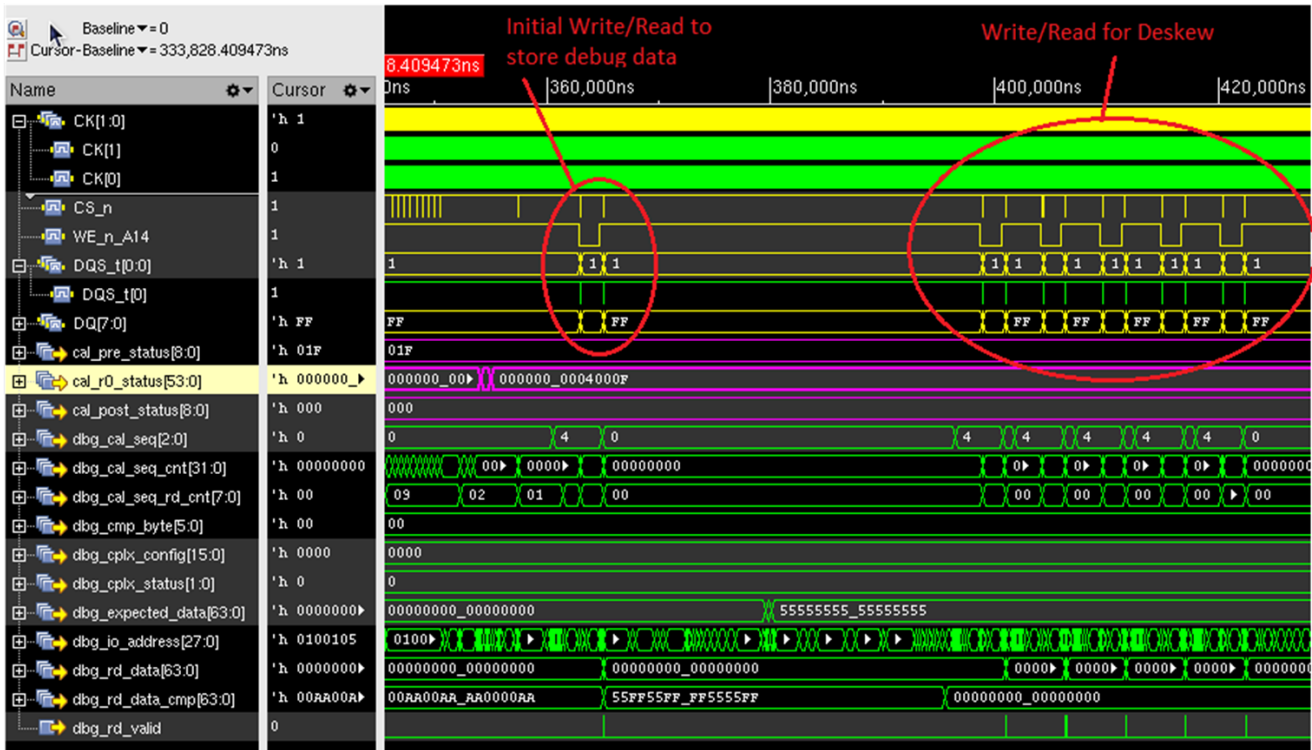 Baseline ▾= 0
Cursor-Baseline ▾= 333,828.409473ns
Initial Write/Read to
store debug data
Write/Read for Deskew
8.409473ns
Name Cursor 0ns |360,000ns |380,000ns |400,000ns |420,000ns
CK[1:0] 'h 1
CK[1] 0
CK[0] 1
CS_n 1
WE_n_A14 1
DQS_t[0:0] 'h 1 1 1 1 1 1 1 1 1 1 1 1 1
DQS_t[0] 1
DQ[7:0] 'h FF FF FF FF FF FF FF FF
cal_pre_status[8:0] 'h 01F 01F
cal_r0_status[53:0] 'h 000000_ 000000_00 000000_0004000F
cal_post_status[8:0] 'h 000 000
dbg_cal_seq[2:0] 'h 0 0 4 0 4 4 4 4 4 0
dbg_cal_seq_cnt[31:0] 'h 00000000 00 0000 00000000 0 0 0 0 0000000
dbg_cal_seq_rd_cnt[7:0] 'h 00 09 02 01 00 00 00 00 00 00
dbg_cmp_byte[5:0] 'h 00 00
dbg_cplx_config[15:0] 'h 0000 0000
dbg_cplx_status[1:0] 'h 0 0
dbg_expected_data[63:0] 'h 0000000 00000000_00000000 55555555_55555555
dbg_io_address[27:0] 'h 0100105 0100
dbg_rd_data[63:0] 'h 0000000 00000000_00000000 00000000_00000000 0000 0000 0000 0000 0000000
dbg_rd_data_cmp[63:0] 'h 00AA00A 00AA00AA_AA0000AA 55FF55FF_FF5555FF 00000000_00000000
dbg_rd_valid 0